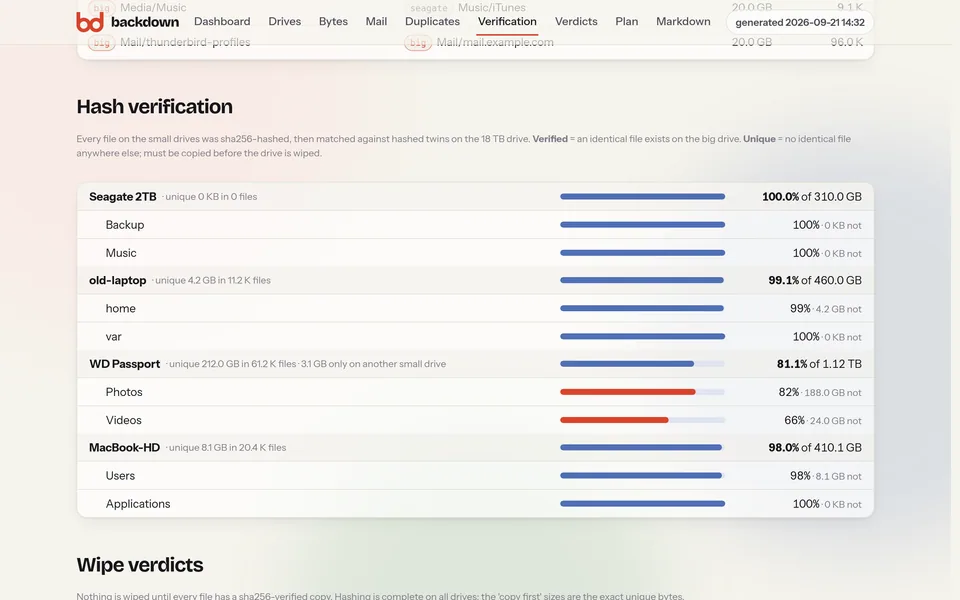 big Media/Music seagate Music/iTunes 20.0 GB 9.1 K
bd backdown Dashboard Drives Bytes Mail Duplicates Verification Verdicts Plan Markdown generated 2026-09-21 14:32
big Mail/thunderbird-profiles big Mail/mail.example.com 20.0 GB 96.0 K
Hash verification
Every file on the small drives was sha256-hashed, then matched against hashed twins on the 18 TB drive. Verified = an identical file exists on the big drive. Unique = no identical file
anywhere else; must be copied before the drive is wiped.
Seagate 2TB · unique 0 KB in 0 files 100.0% of 310.0 GB
Backup 100% · 0 KB not
Music 100% · 0 KB not
old-laptop · unique 4.2 GB in 11.2 K files 99.1% of 460.0 GB
home 99% · 4.2 GB not
var 100% · 0 KB not
WD Passport · unique 212.0 GB in 61.2 K files · 3.1 GB only on another small drive 81.1% of 1.12 TB
Photos 82% · 188.0 GB not
Videos 66% · 24.0 GB not
MacBook-HD · unique 8.1 GB in 20.4 K files 98.0% of 410.1 GB
Users 98% · 8.1 GB not
Applications 100% · 0 KB not
Wipe verdicts
Nothing is wiped until every file has a sha256-verified copy. Hashing is complete on all drives; the 'copy first' sizes are the exact unique bytes.